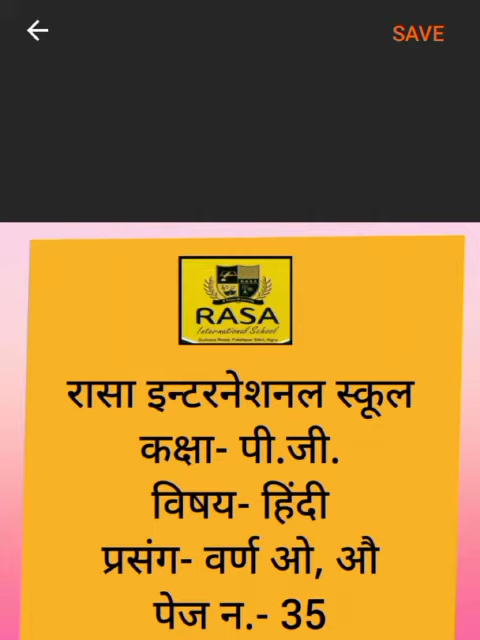 SAVE
RASA
International School
रासा इन्टरनेशनल स्कूल
कक्षा- पी.जी.
विषय- हिंदी
प्रसंग- वर्ण ओ, औ
पेज न.- 35